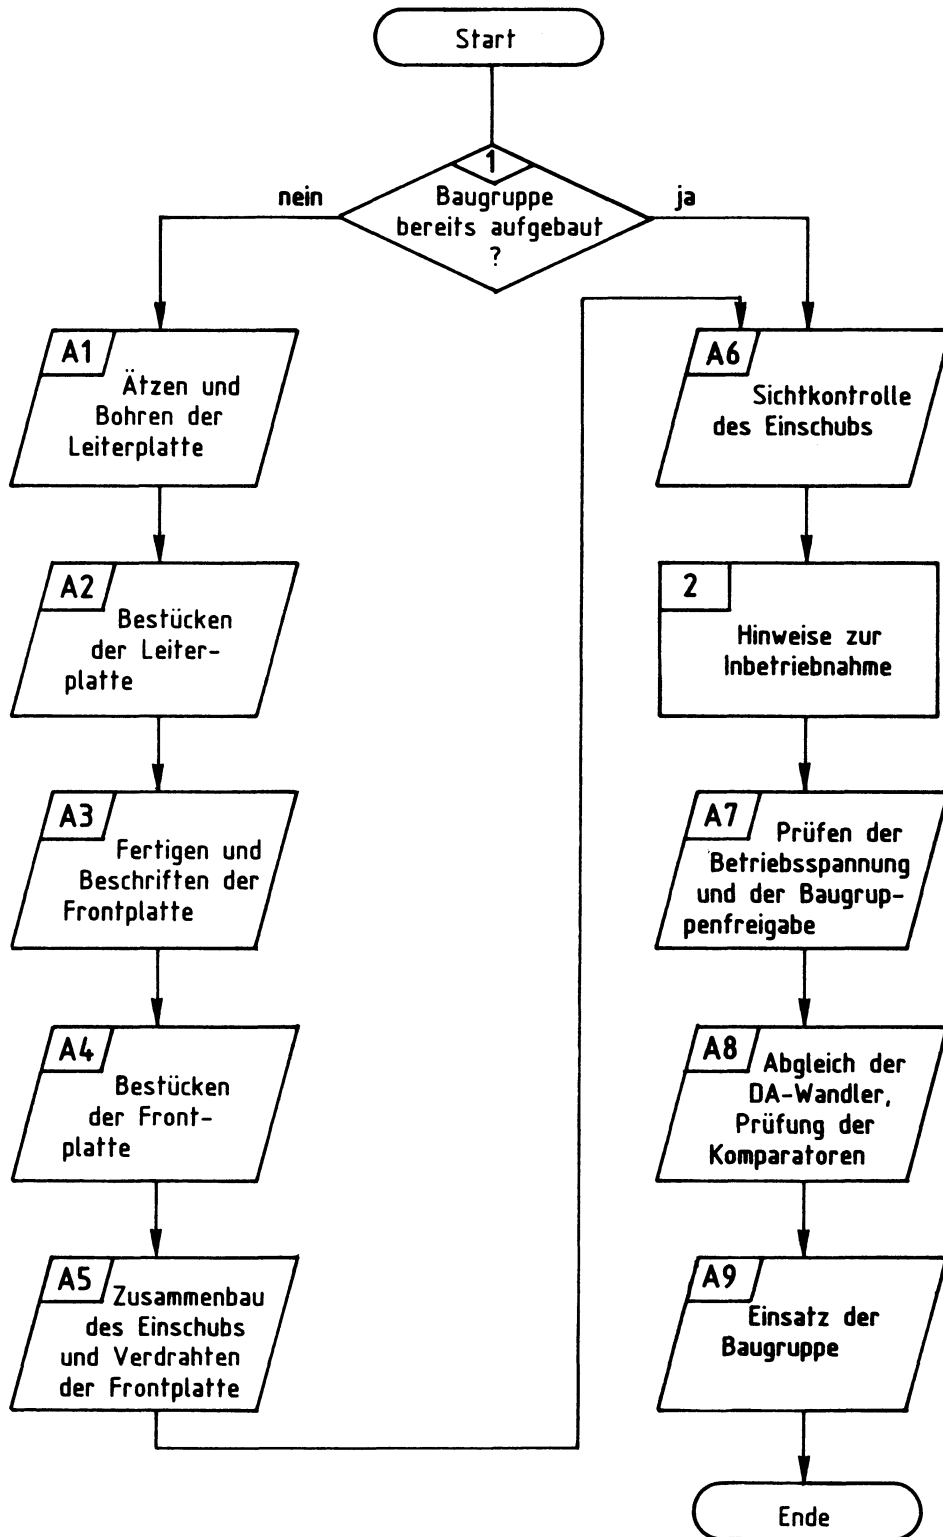 Start
1
Baugruppe
bereits aufgebaut
?
nein
ja
A1
Ätzen und
Bohren der
Leiterplatte
A2
Bestücken
der Leiter-
platte
A3
Fertigen und
Beschriften der
Frontplatte
A4
Bestücken
der Front-
platte
A5
Zusammenbau
des Einschubs
und Verdrahten
der Frontplatte
A6
Sichtkontrolle
des Einschubs
2
Hinweise zur
Inbetriebnahme
A7
Prüfen der
Betriebsspannung
und der Baugrup-
penfreigabe
A8
Abgleich der
DA-Wandler,
Prüfung der
Komparatoren
A9
Einsatz der
Baugruppe
Ende